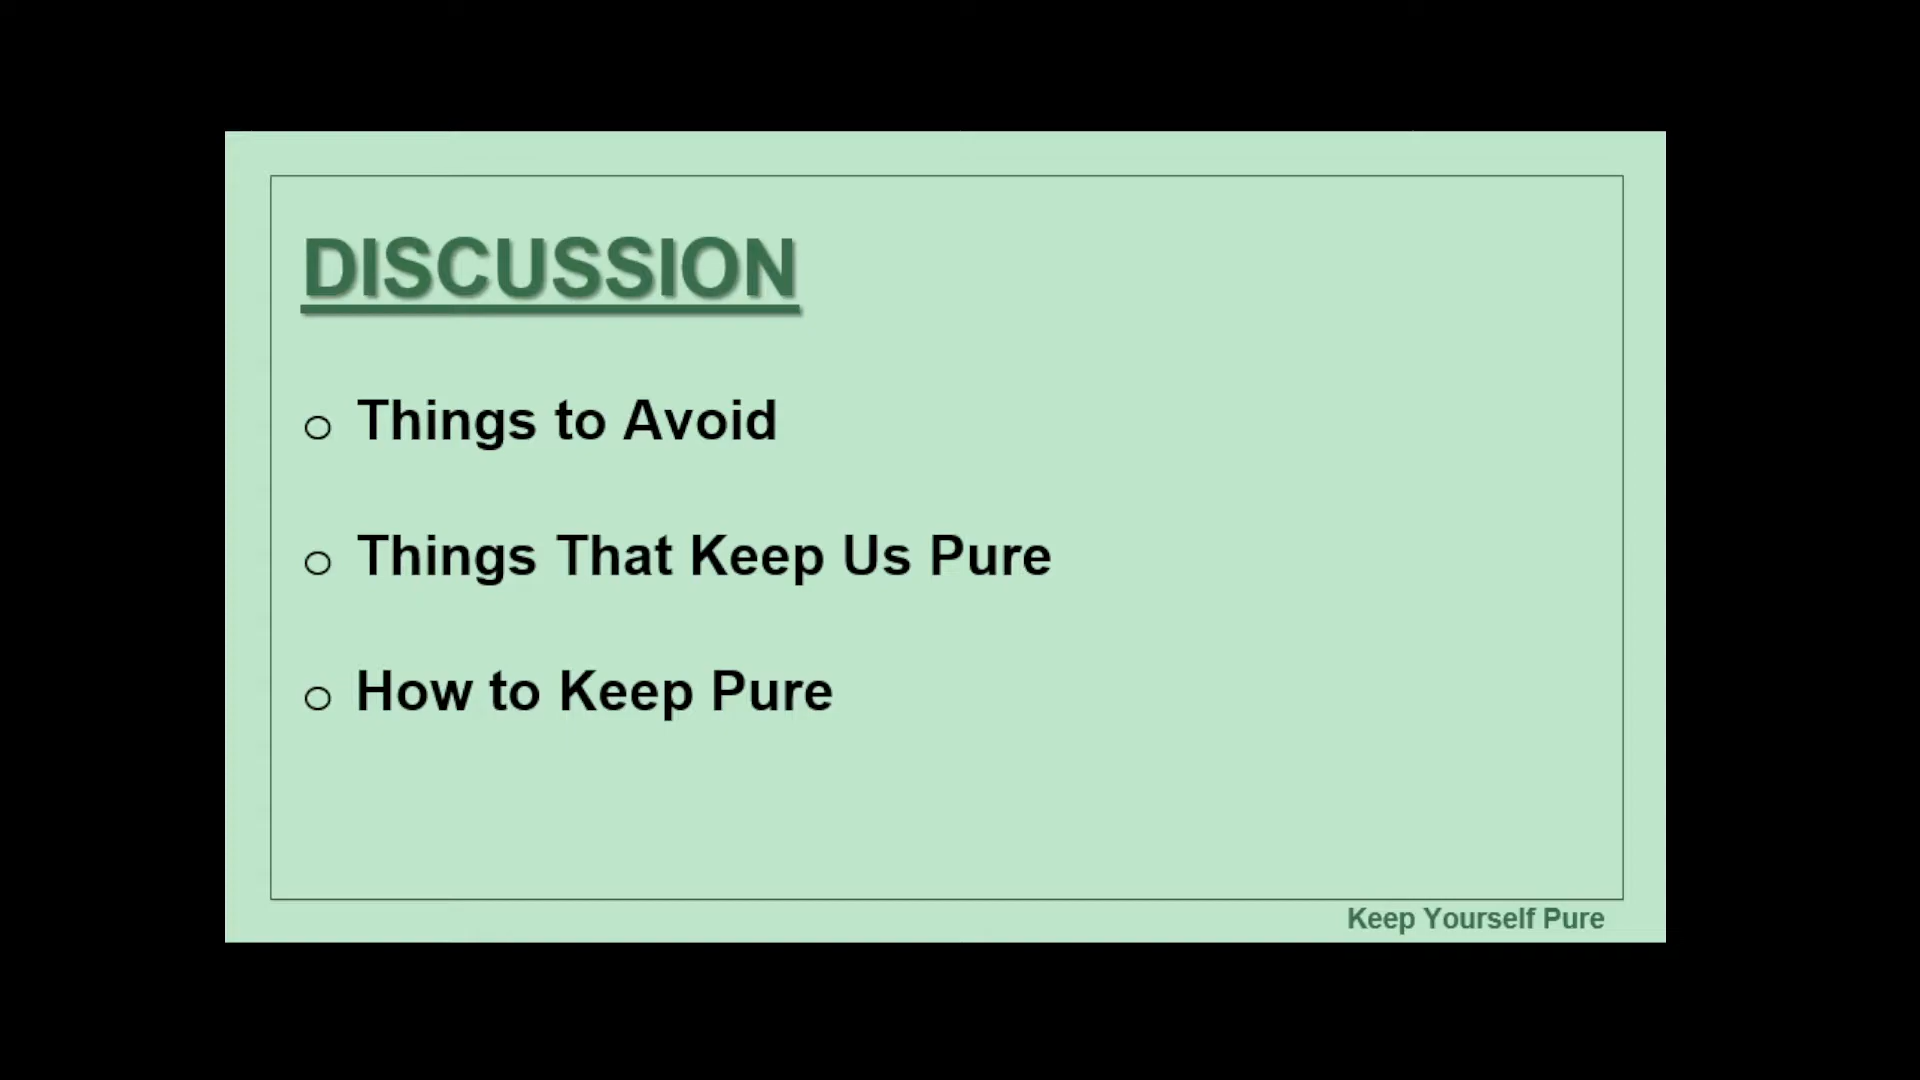 DISCUSSION
Things to Avoid
Things That Keep Us Pure
How to Keep Pure
Keep Yourself Pure